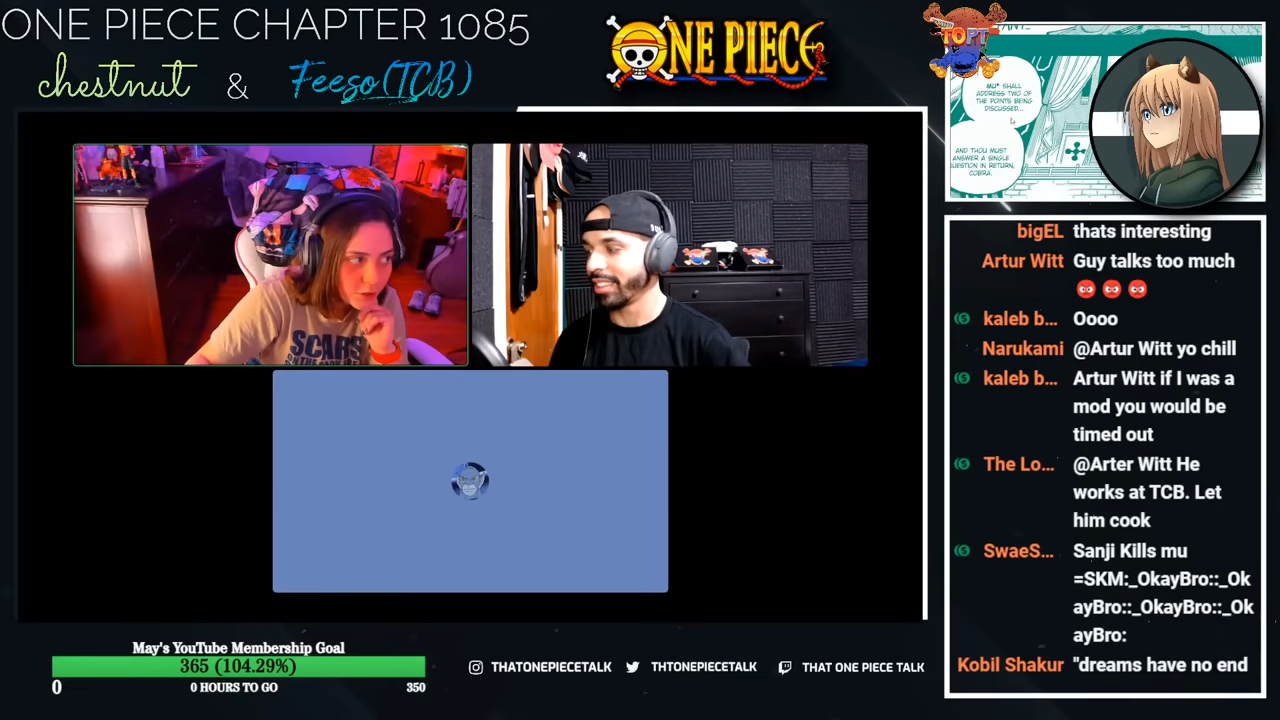 ONE PIECE CHAPTER 1085
chestnut & Feeso(TCB)
ONE PIECE
TOPT
MU* SHALL
ADDRESS TWO OF
THE POINTS BEING
DISCUSSED...
AND THOU MUST
ANSWER A SINGLE
QUESTION IN RETURN,
COBRA.
SCARS
bigEL thats interesting
Artur Witt Guy talks too much
kaleb b... Oooo
Narukami @Artur Witt yo chill
kaleb b... Artur Witt if I was a
mod you would be
timed out
The Lo... @Arter Witt He
works at TCB. Let
him cook
SwaeS... Sanji Kills mu
=SKM:_OkayBro::_Ok
ayBro::_OkayBro::_Ok
ayBro:
Kobil Shakur "dreams have no end
May's YouTube Membership Goal
365 (104.29%)
0 0 HOURS TO GO 350
THATONEPIECETALK THTONEPIECETALK THAT ONE PIECE TALK